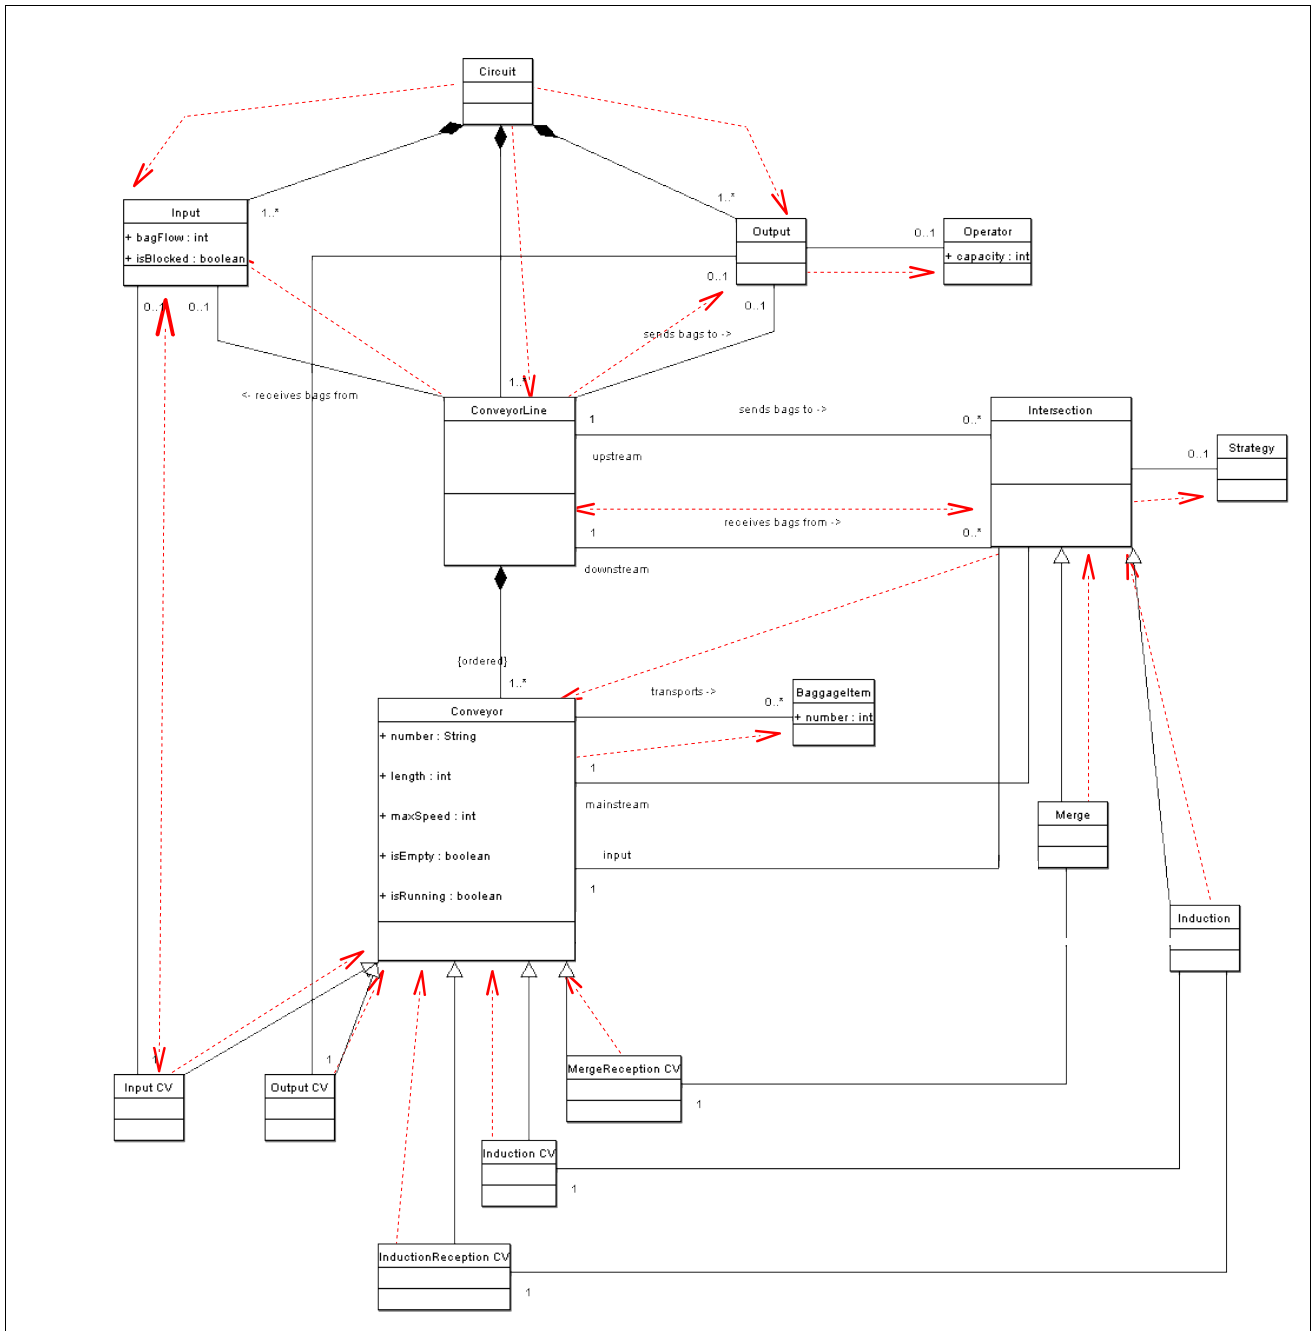 Circuit
Input
1..*
+ bagFlow : int
+ isBlocked : boolean
1..*
Output
0..1
Operator
+ capacity : int
0..1
0..1
0..1
0..1
sends bags to ->
1..*
<- receives bags from
ConveyorLine
1
sends bags to ->
0..*
Intersection
upstream
0..1
Strategy
receives bags from ->
1
0..*
downstream
{ordered}
1..*
transports ->
0..*
BaggageItem
+ number : int
Conveyor
+ number : String
+ length : int
+ maxSpeed : int
+ isEmpty : boolean
+ isRunning : boolean
1
mainstream
input
1
Merge
Induction
1
Input CV
Output CV
MergeReception CV
1
Induction CV
1
InductionReception CV
1